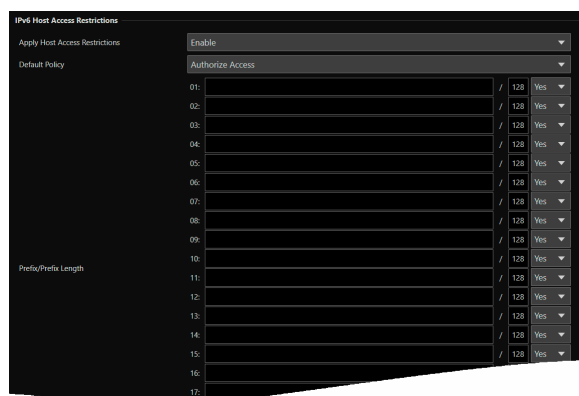 IPv6 Host Access Restrictions
Apply Host Access Restrictions Enable
Default Policy Authorize Access
Prefix/Prefix Length
01: / 128 Yes
02: / 128 Yes
03: / 128 Yes
04: / 128 Yes
05: / 128 Yes
06: / 128 Yes
07: / 128 Yes
08: / 128 Yes
09: / 128 Yes
10: / 128 Yes
11: / 128 Yes
12: / 128 Yes
13: / 128 Yes
14: / 128 Yes
15: / 128 Yes
16:
17: